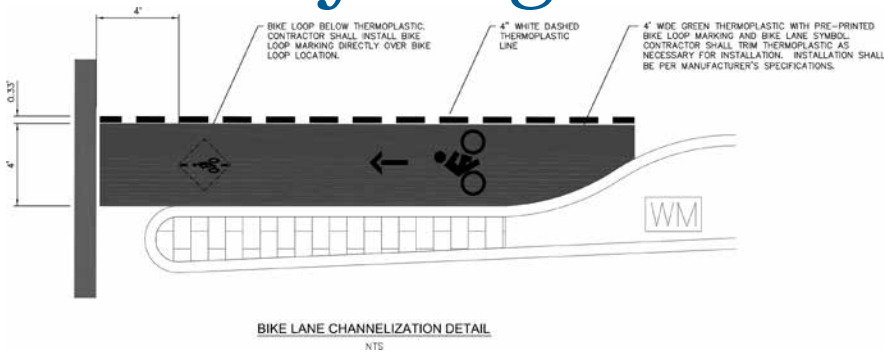 4'
BIKE LOOP BELOW THERMOPLASTIC.
CONTRACTOR SHALL INSTALL BIKE
LOOP MARKING DIRECTLY OVER BIKE
LOOP LOCATION.
4" WHITE DASHED
THERMOPLASTIC
LINE
4' WIDE GREEN THERMOPLASTIC WITH PRE-PRINTED
BIKE LOOP MARKING AND BIKE LANE SYMBOL.
CONTRACTOR SHALL TRIM THERMOPLASTIC AS
NECESSARY FOR INSTALLATION. INSTALLATION SHALL
BE PER MANUFACTURER'S SPECIFICATIONS.
0.33'
4'
WM
BIKE LANE CHANNELIZATION DETAIL
NTS